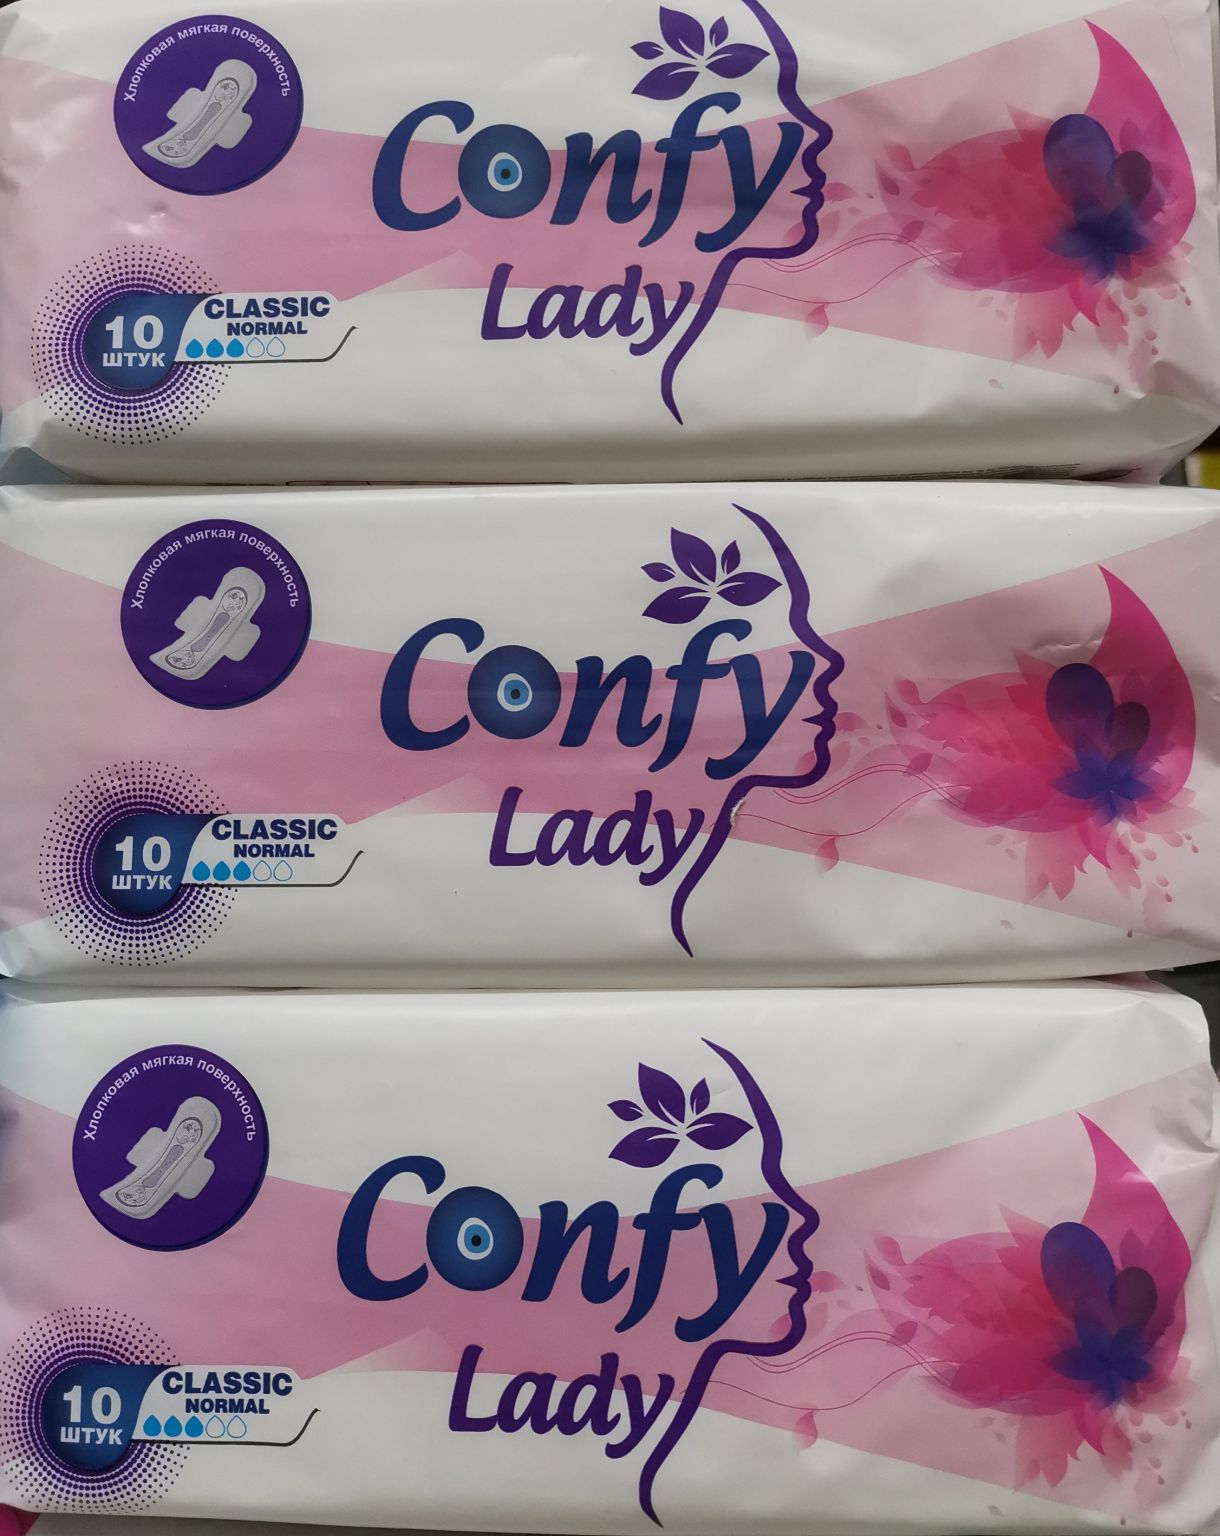 Хлопковая мягкая поверхность
Confy
Lady
10
ШТУК
CLASSIC
NORMAL
Хлопковая мягкая поверхность
Confy
Lady
10
ШТУК
CLASSIC
NORMAL
Хлопковая мягкая поверхность
Confy
Lady
10
ШТУК
CLASSIC
NORMAL